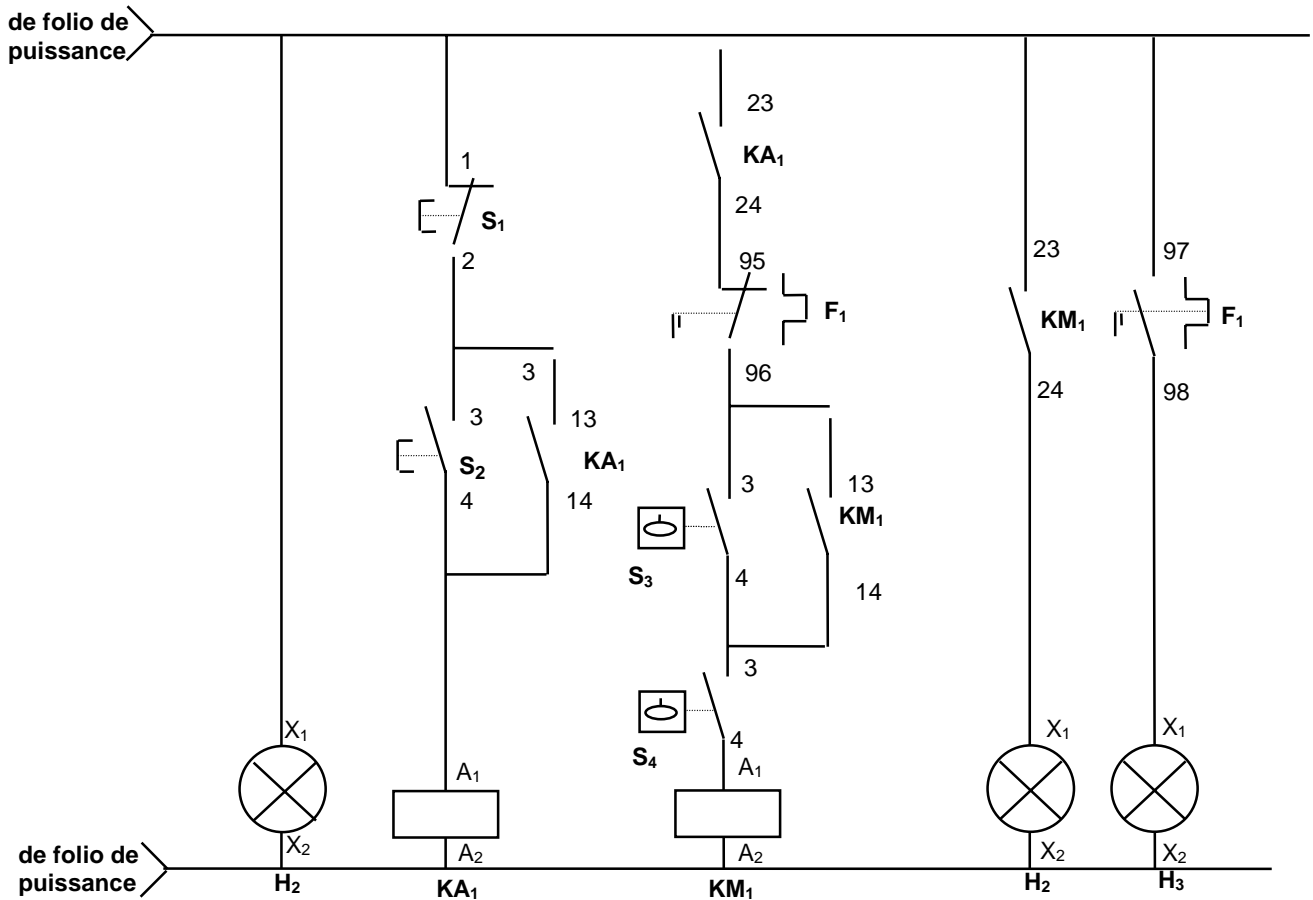 de folio de
puissance
23
KA₁
1
24
S₁
2
95
23
97
F₁
KM₁
F₁
3
96
24
98
3
13
S₂
KA₁
4
14
3
13
KM₁
S₃
4
14
3
X₁
S₄
4
X₁
X₁
A₁
A₁
X₂
A₂
A₂
X₂
X₂
de folio de
puissance
H₂
KA₁
KM₁
H₂
H₃